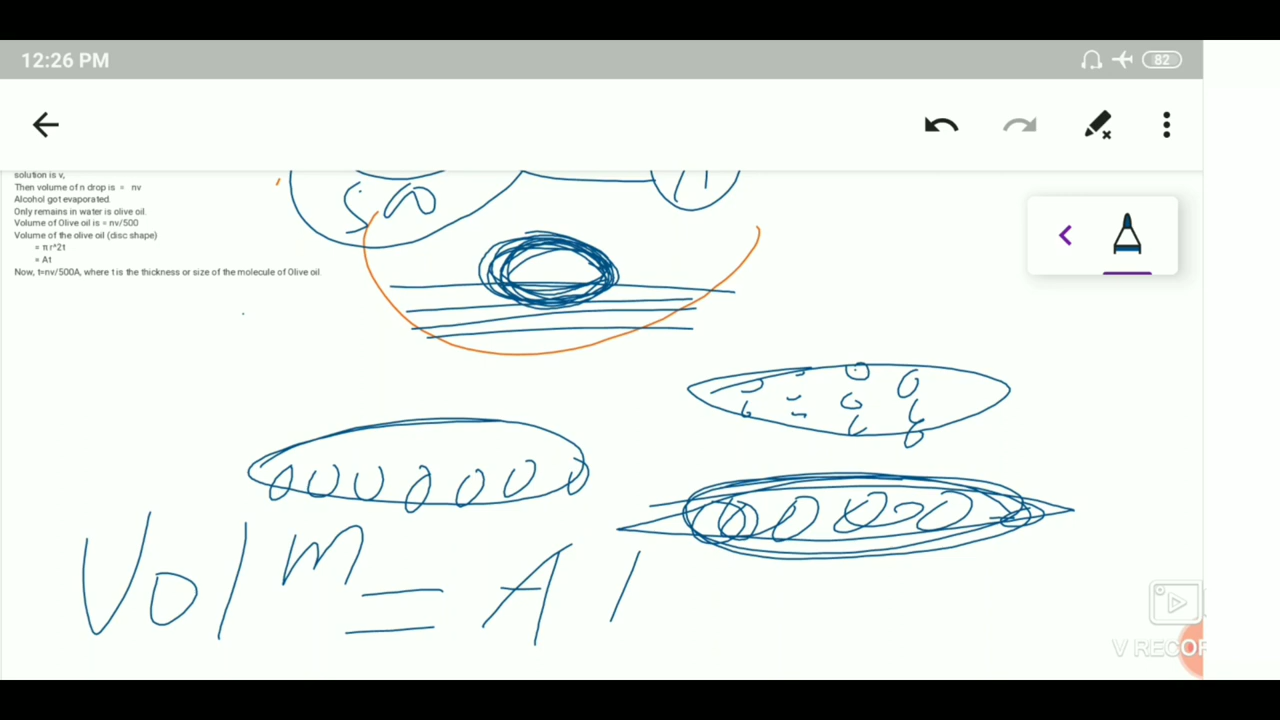 12:26 PM
82
solution is v,
Then volume of n drop is = nv
Alcohol got evaporated.
Only remains in water is olive oil.
Volume of Olive oil is = nv/500
Volume of the olive oil (disc shape)
= π r^2t
= At
Now, t=nv/500A, where t is the thickness or size of the molecule of Olive oil.
500
Vol m = A
V RECOR